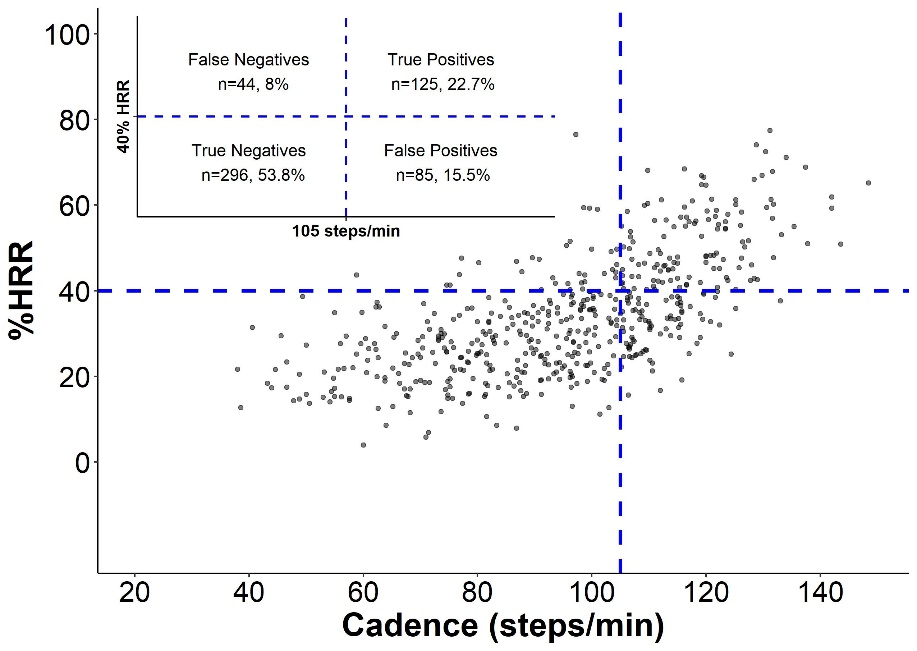 100
80
60
40
20
0
%HRR
False Negatives
n=44, 8%
True Positives
n=125, 22.7%
40% HRR
True Negatives
n=296, 53.8%
False Positives
n=85, 15.5%
105 steps/min
20 40 60 80 100 120 140
Cadence (steps/min)